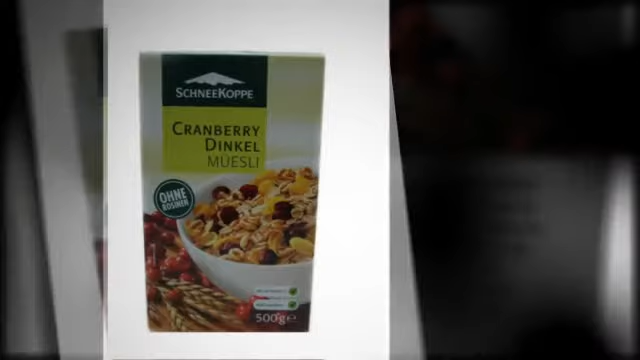 SCHNEEKOPPE
CRANBERRY
DINKEL
MÜESLI
OHNE
ROSINEN
500g e